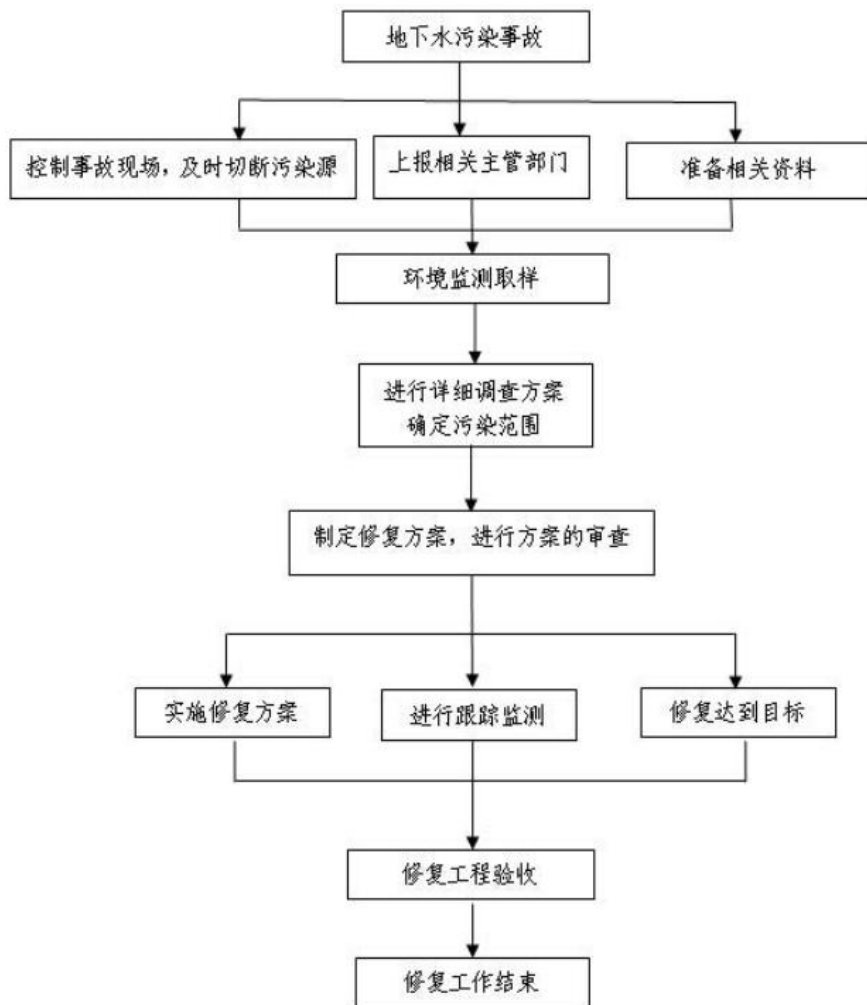 地下水污染事故
控制事故现场，及时切断污染源
上报相关主管部门
准备相关资料
环境监测取样
进行详细调查方案
确定污染范围
制定修复方案，进行方案的审查
实施修复方案
进行跟踪监测
修复达到目标
修复工程验收
修复工作结束